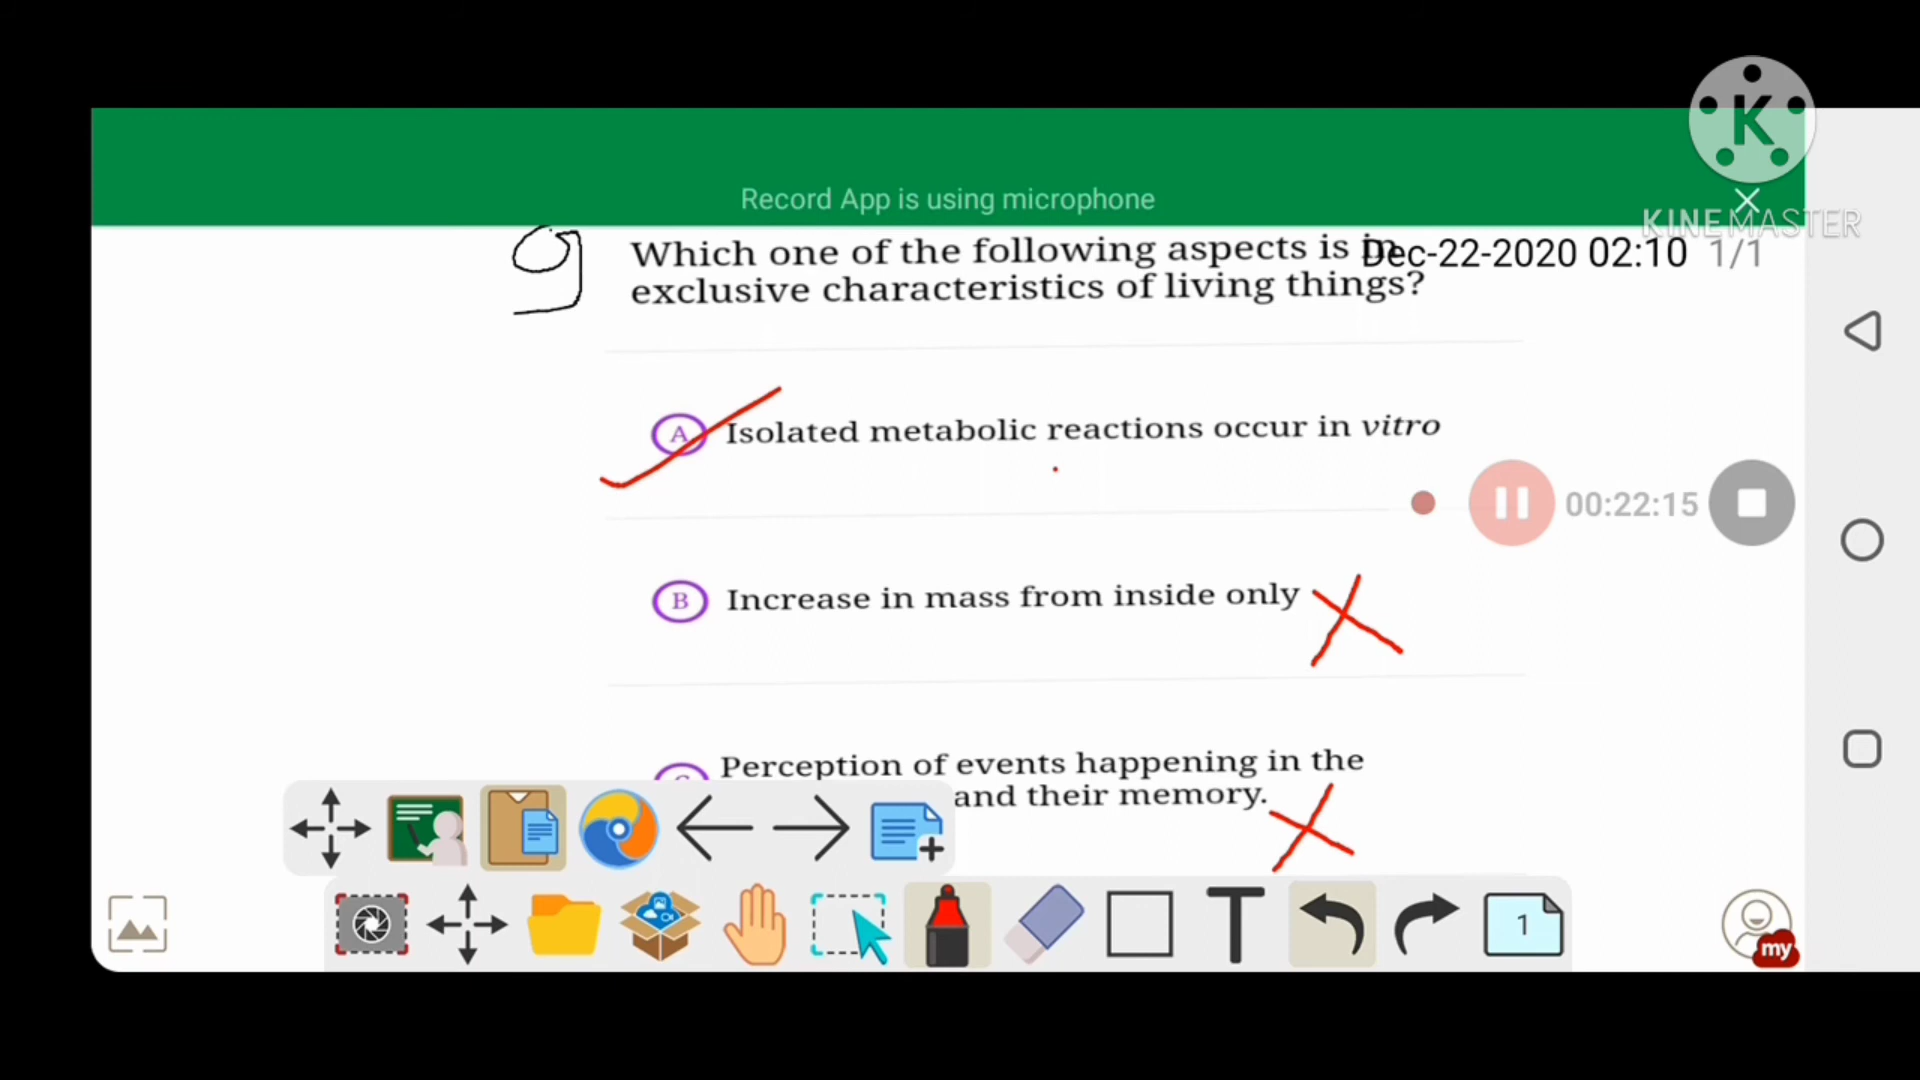 K
Record App is using microphone
KINEMASTER
9
Which one of the following aspects is in
Dec-22-2020 02:10 1/1
exclusive characteristics of living things?
A Isolated metabolic reactions occur in vitro
00:22:15
B Increase in mass from inside only
Perception of events happening in the
and their memory.
T
1
my